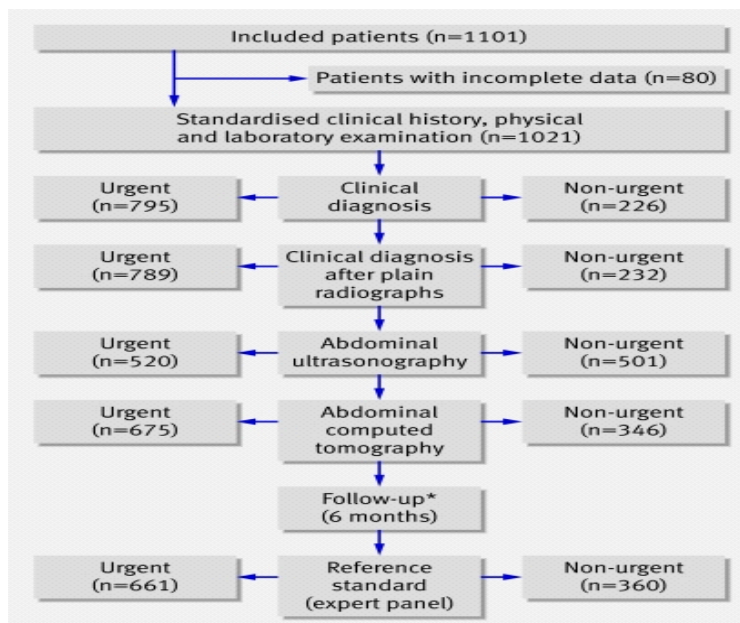 Included patients (n=1101)
Patients with incomplete data (n=80)
Standardised clinical history, physical
and laboratory examination (n=1021)
Urgent
(n=795)
Clinical
diagnosis
Non-urgent
(n=226)
Urgent
(n=789)
Clinical diagnosis
after plain
radiographs
Non-urgent
(n=232)
Urgent
(n=520)
Abdominal
ultrasonography
Non-urgent
(n=501)
Urgent
(n=675)
Abdominal
computed
tomography
Non-urgent
(n=346)
Follow-up*
(6 months)
Urgent
(n=661)
Reference
standard
(expert panel)
Non-urgent
(n=360)